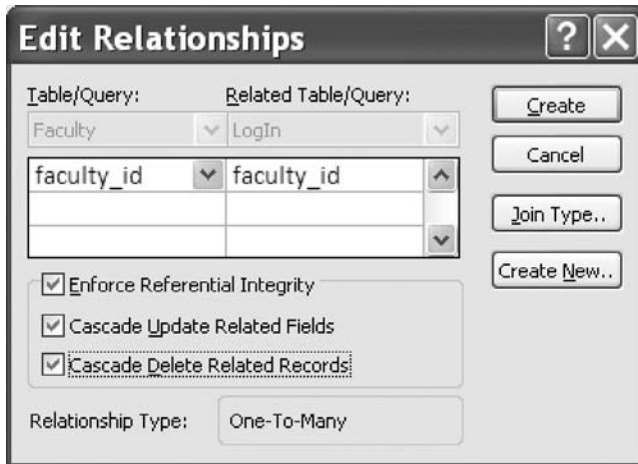 Edit Relationships ? X
Table/Query: Related Table/Query:
Faculty LogIn
faculty_id faculty_id
Enforce Referential Integrity
Cascade Update Related Fields
Cascade Delete Related Records
Relationship Type: One-To-Many
Create
Cancel
Join Type..
Create New..